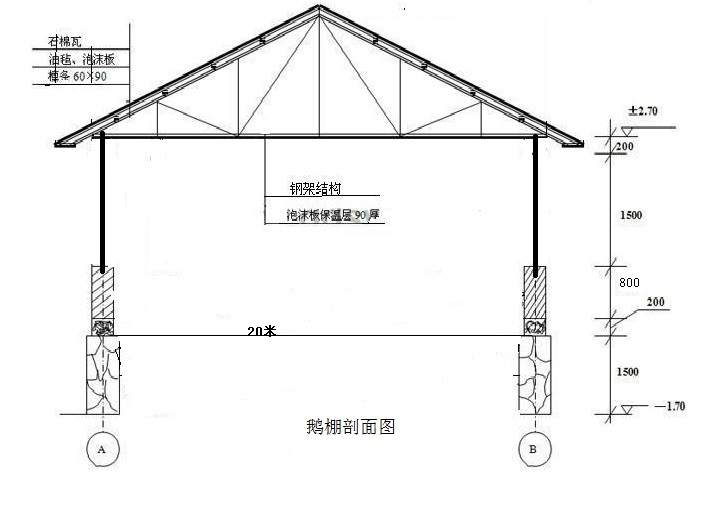 石棉瓦
油毡、泡沫板
檩条 60×90
±2.70
200
钢架结构
泡沫板保温层 90 厚
1500
800
200
20米
1500
—1.70
鹅棚剖面图
A
B